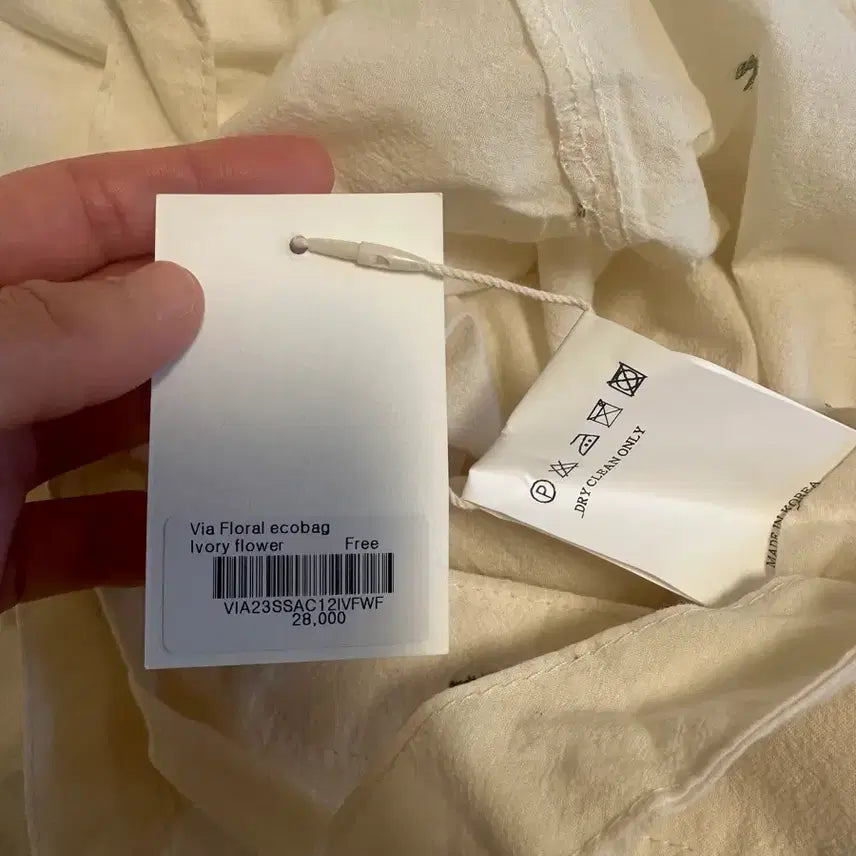 Via Floral ecobag
Ivory flower Free
VIA23SSAC12IVFWF
28,000
DRY CLEAN ONLY
MADE IN KOREA